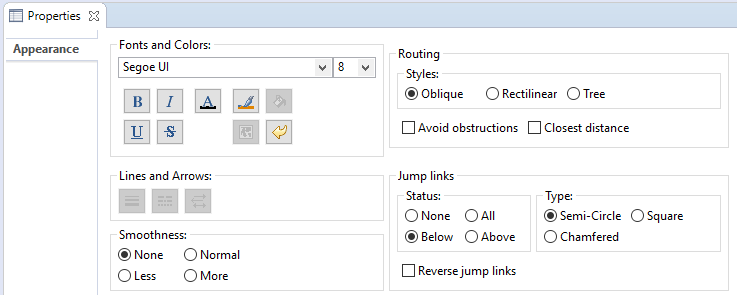 Properties
Appearance
Fonts and Colors:
Segoe UI 8
B I A
U S
Lines and Arrows:
Smoothness:
None Normal
Less More
Routing
Styles:
Oblique Rectilinear Tree
Avoid obstructions Closest distance
Jump links
Status:
None All
Below Above
Type:
Semi-Circle Square
Chamfered
Reverse jump links